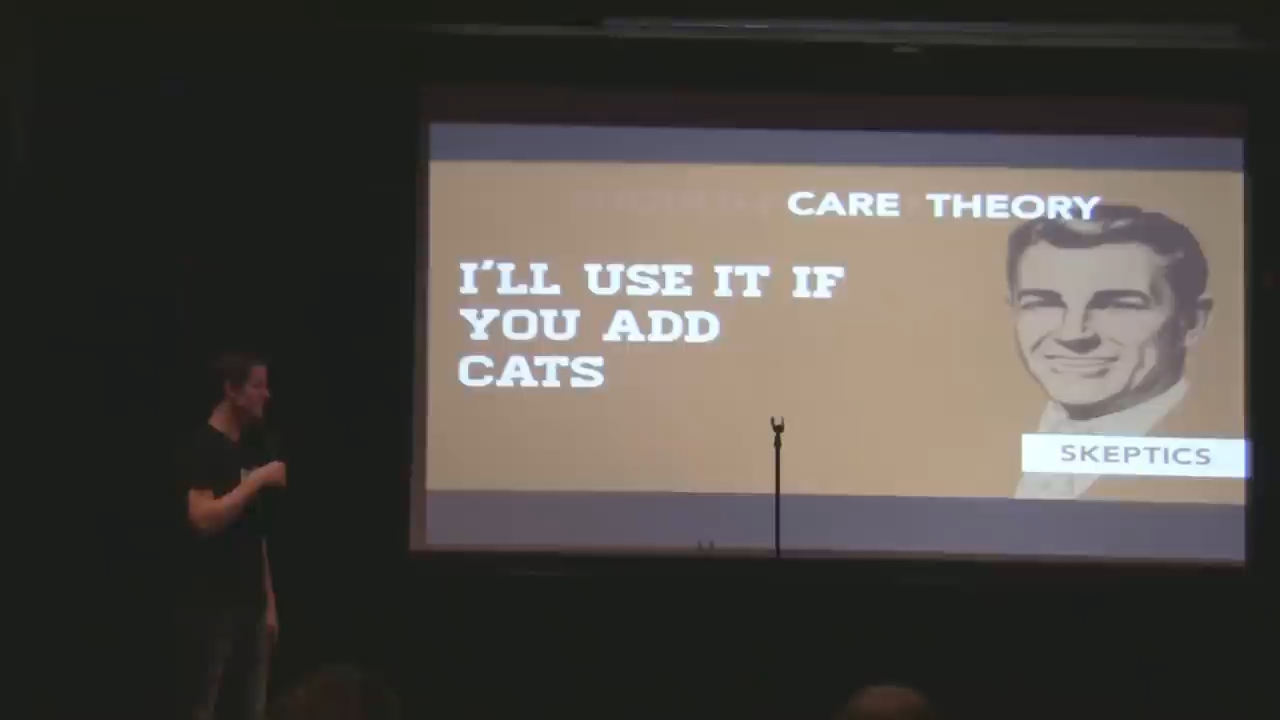 CARE THEORY
I'LL USE IT IF
YOU ADD
CATS
SKEPTICS